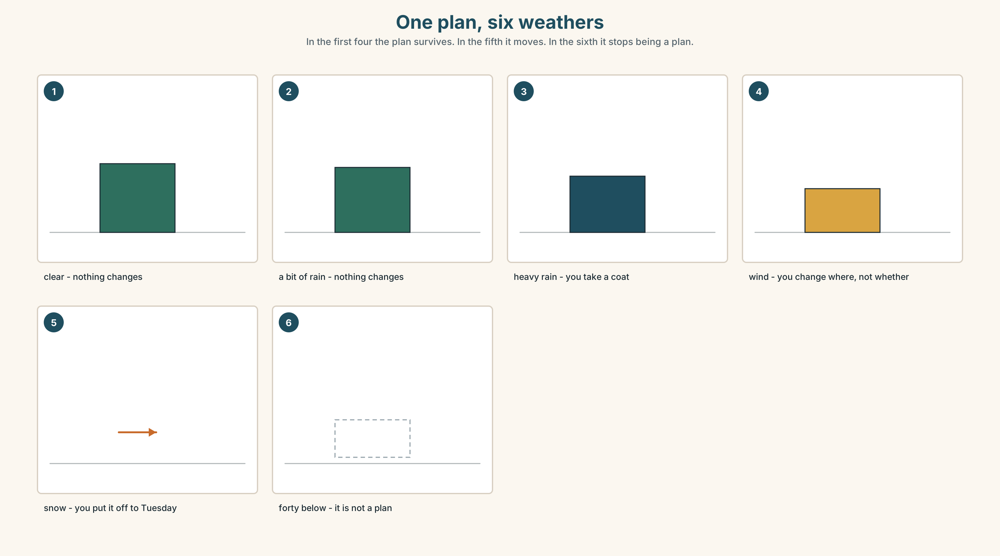 One plan, six weathers
In the first four the plan survives. In the fifth it moves. In the sixth it stops being a plan.
1
2
3
4
clear - nothing changes
a bit of rain - nothing changes
heavy rain - you take a coat
wind - you change where, not whether
5
6
snow - you put it off to Tuesday
forty below - it is not a plan